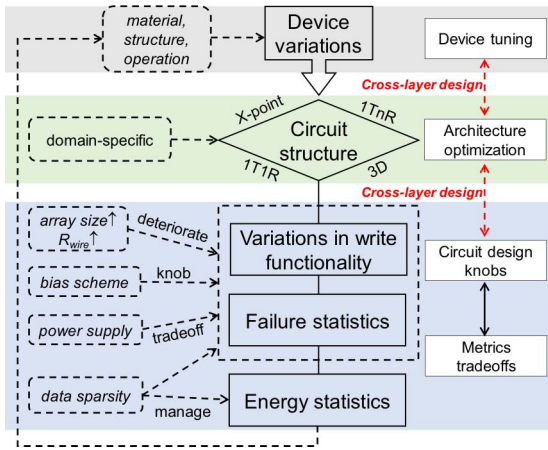 material,
structure,
operation
Device
variations
Device tuning
Cross-layer design
X-point
1TnR
domain-specific
Circuit
structure
Architecture
optimization
1T1R
3D
Cross-layer design
array size↑
R_wire↑
deteriorate
Variations in write
functionality
Circuit design
knobs
bias scheme
knob
power supply
tradeoff
Failure statistics
Metrics
tradeoffs
data sparsity
manage
Energy statistics